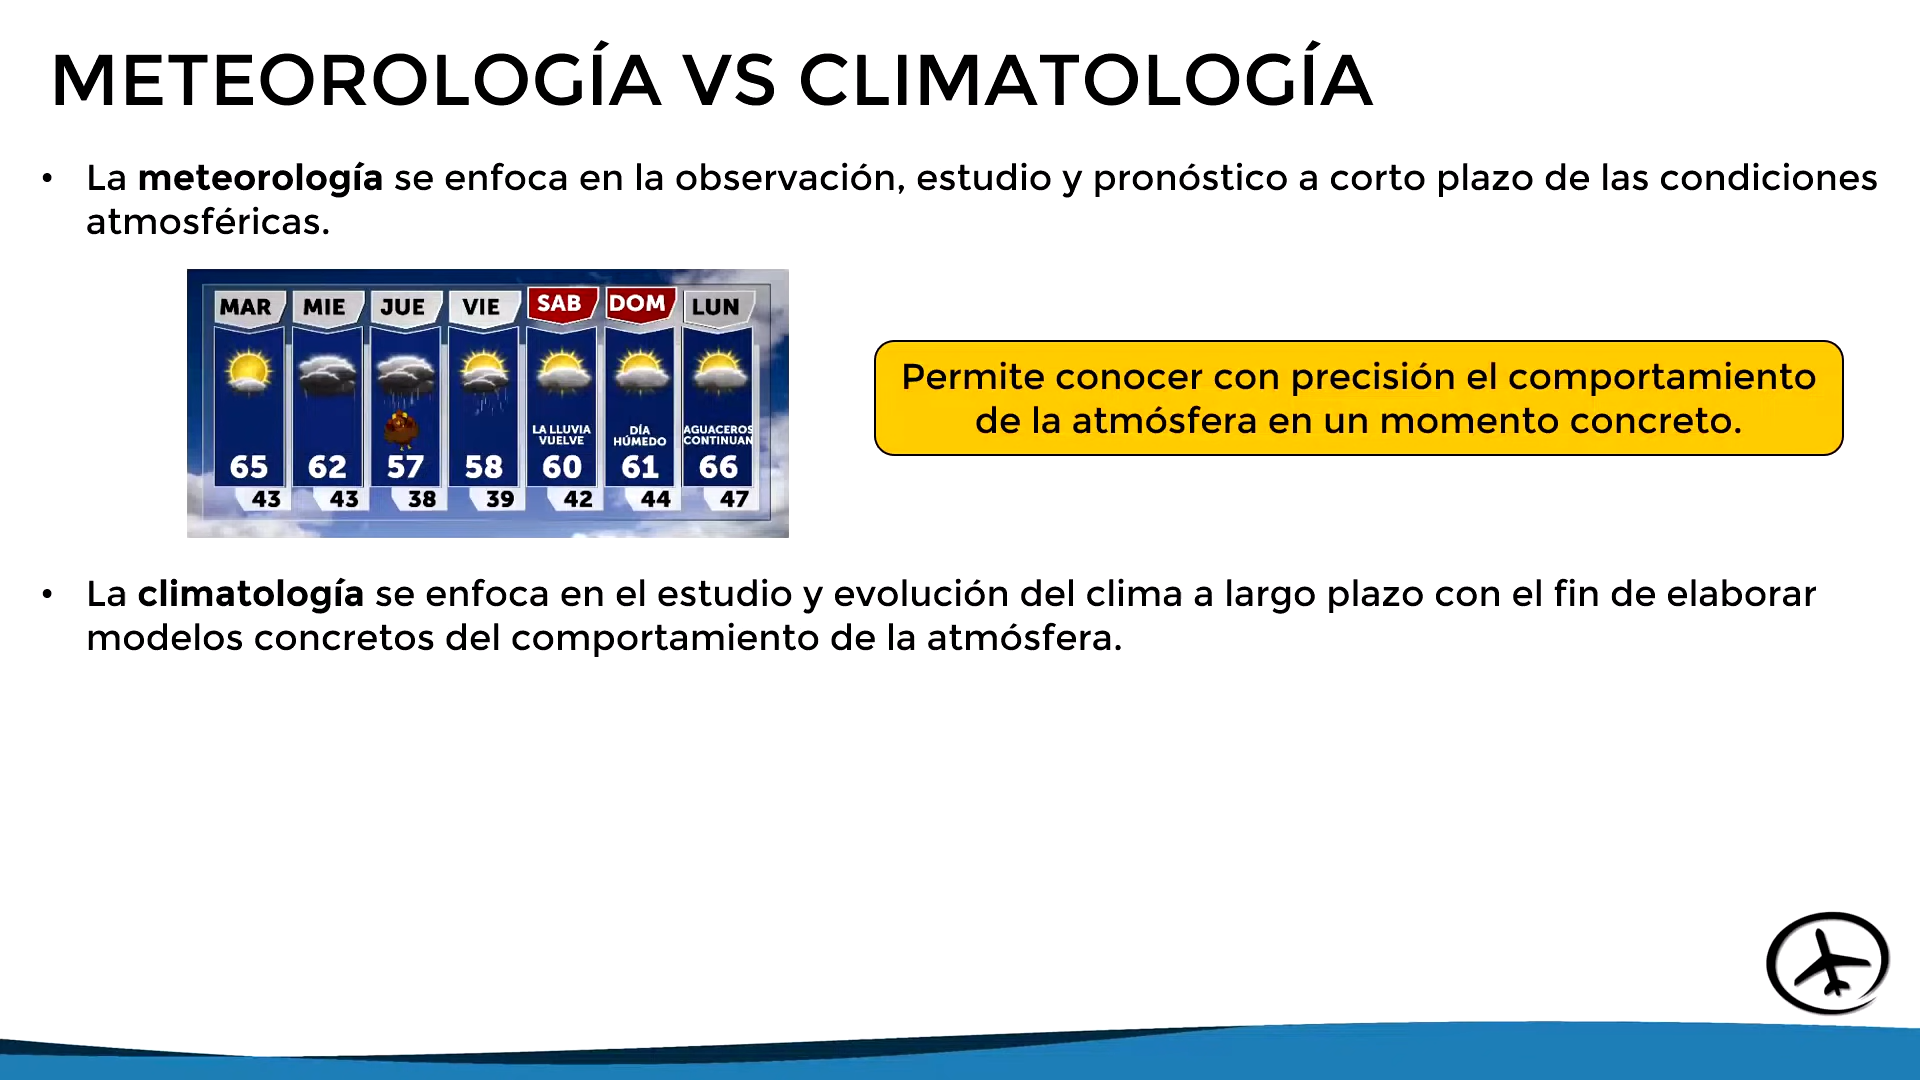 METEOROLOGÍA VS CLIMATOLOGÍA
• La meteorología se enfoca en la observación, estudio y pronóstico a corto plazo de las condiciones
atmosféricas.
MAR MIE JUE VIE SAB DOM LUN
LA LLUVIA VUELVE
DÍA HÚMEDO
AGUACEROS CONTINUAN
65 62 57 58 60 61 66
43 43 38 39 42 44 47
Permite conocer con precisión el comportamiento
de la atmósfera en un momento concreto.
• La climatología se enfoca en el estudio y evolución del clima a largo plazo con el fin de elaborar
modelos concretos del comportamiento de la atmósfera.